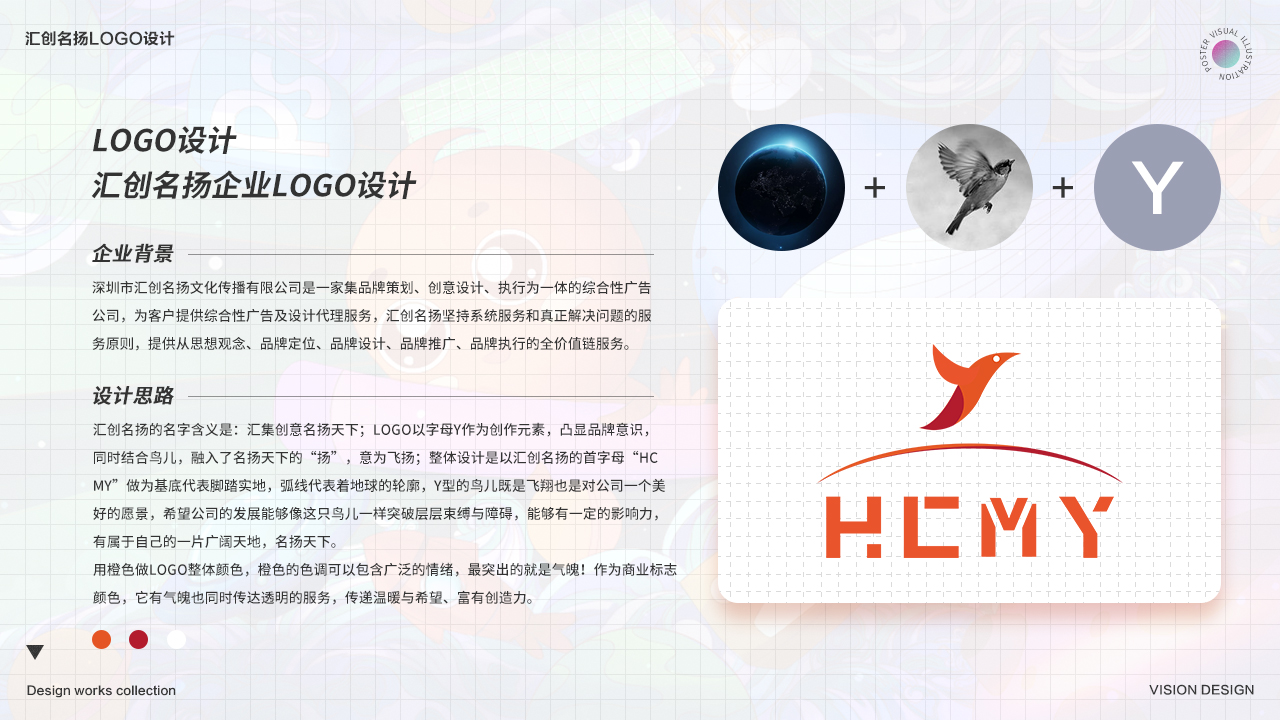 汇创名扬LOGO设计
POSTER VISUAL ILLUSTRATION
LOGO设计
汇创名扬企业LOGO设计
企业背景
深圳市汇创名扬文化传播有限公司是一家集品牌策划、创意设计、执行为一体的综合性广告
公司，为客户提供综合性广告及设计代理服务，汇创名扬坚持系统服务和真正解决问题的服
务原则，提供从思想观念、品牌定位、品牌设计、品牌推广、品牌执行的全价值链服务。
设计思路
汇创名扬的名字含义是：汇集创意名扬天下；LOGO以字母Y作为创作元素，凸显品牌意识，
同时结合鸟儿，融入了名扬天下的“扬”，意为飞扬；整体设计是以汇创名扬的首字母“HC
MY”做为基底代表脚踏实地，弧线代表着地球的轮廓，Y型的鸟儿既是飞翔也是对公司一个美
好的愿景，希望公司的发展能够像这只鸟儿一样突破层层束缚与障碍，能够有一定的影响力，
有属于自己的一片广阔天地，名扬天下。
用橙色做LOGO整体颜色，橙色的色调可以包含广泛的情绪，最突出的就是气魄！作为商业标志
颜色，它有气魄也同时传达透明的服务，传递温暖与希望、富有创造力。
+
+
Y
HCMY
Design works collection
VISION DESIGN